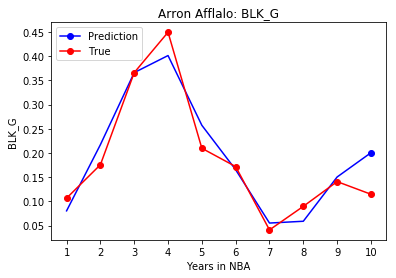 Arron Afflalo: BLK_G
Prediction
True
BLK_G
0.45
0.40
0.35
0.30
0.25
0.20
0.15
0.10
0.05
1 2 3 4 5 6 7 8 9 10
Years in NBA